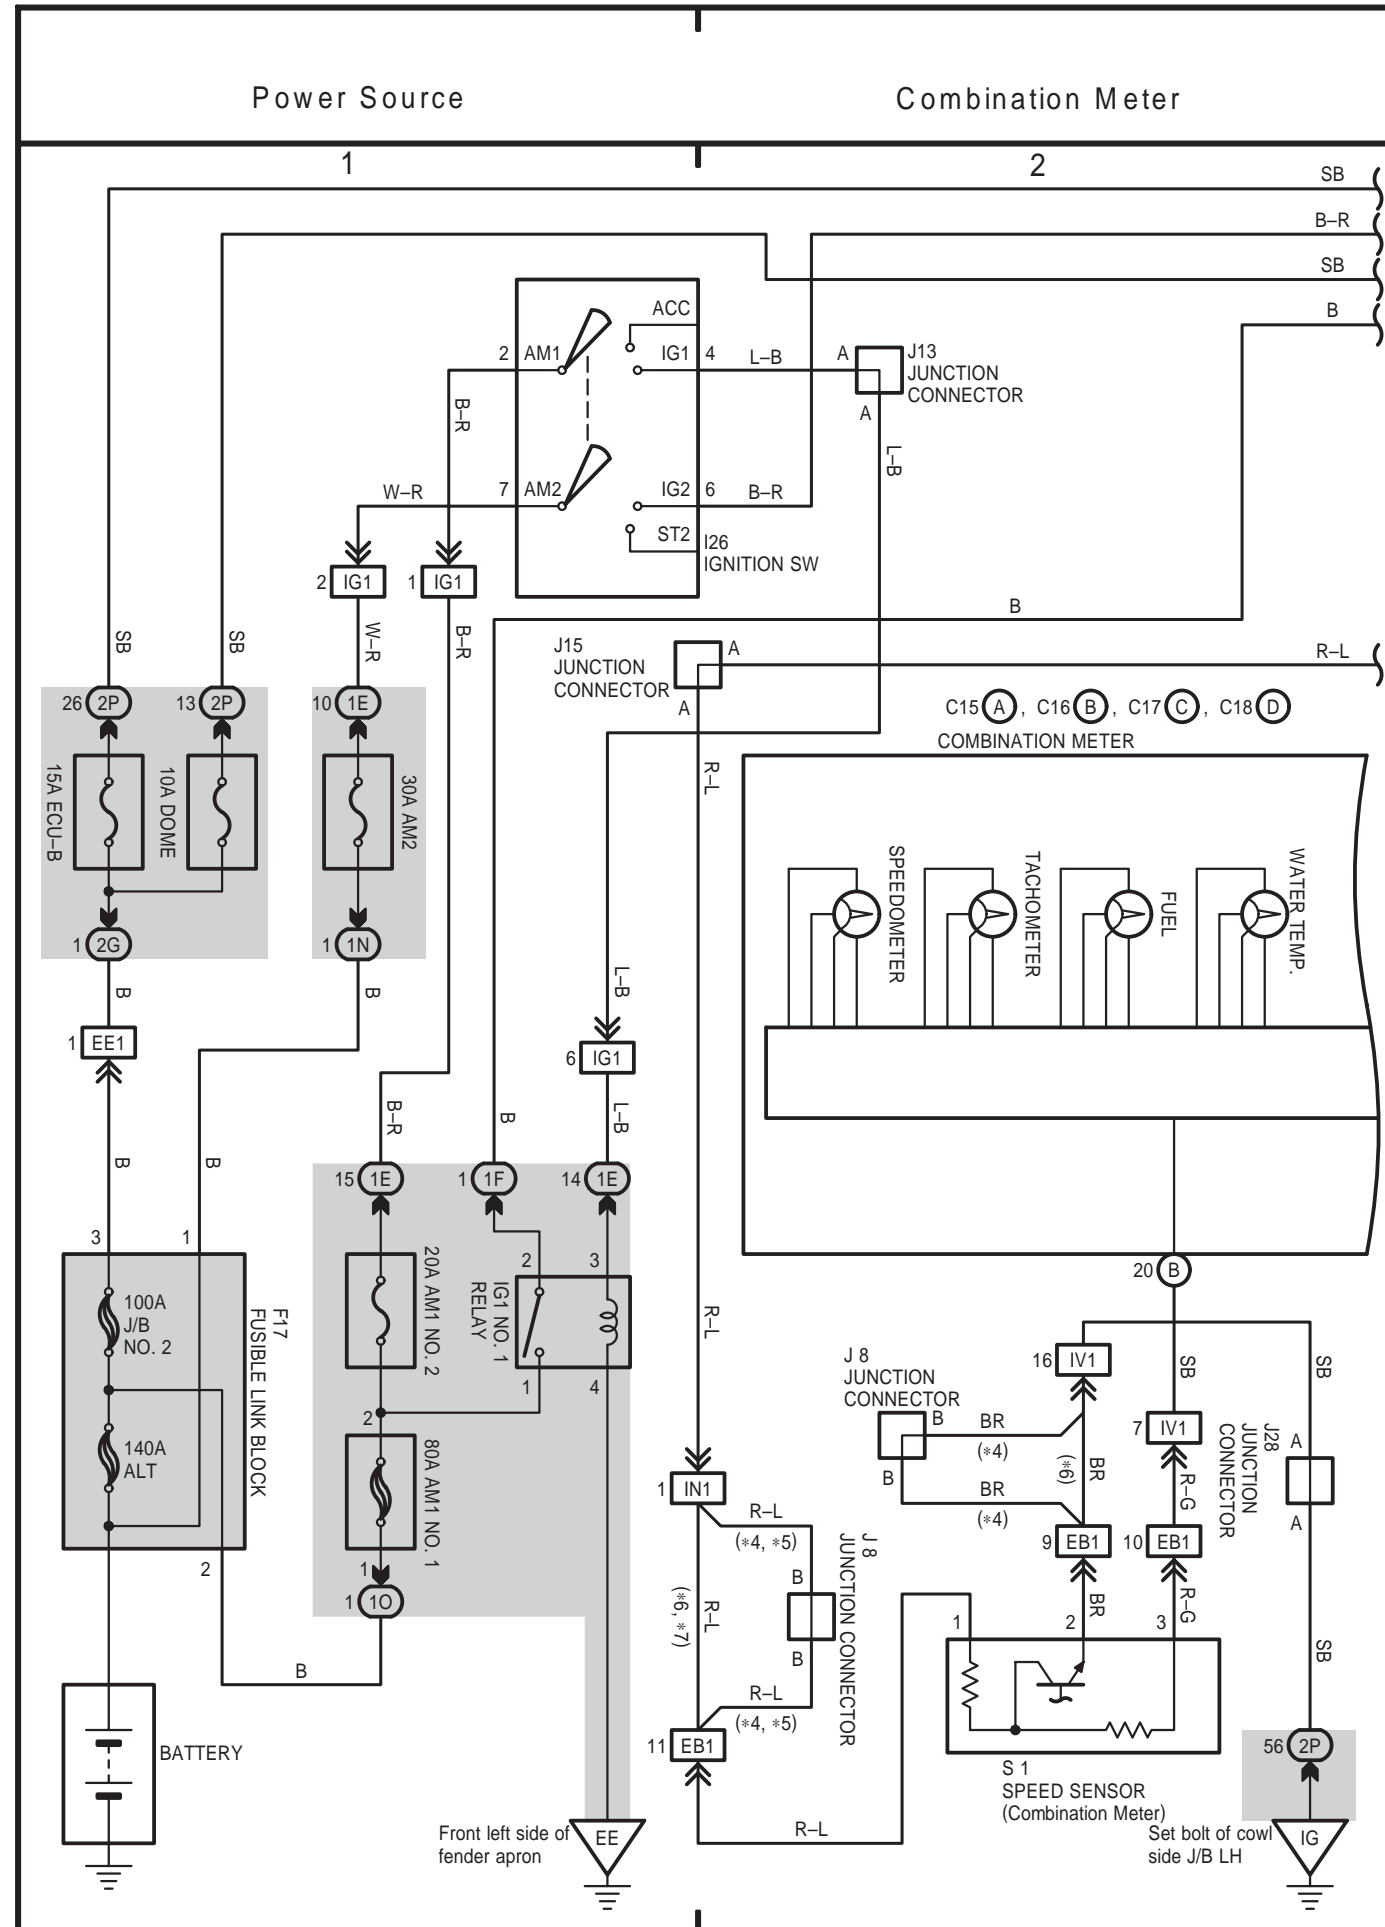 Power Source
Combination Meter
1
2
SB
B–R
SB
B
ACC
2
AM1
IG1
4
L–B
A
J13
JUNCTION
CONNECTOR
A
B–R
L–B
W–R
7
AM2
IG2
6
B–R
ST2
I26
IGNITION SW
2
IG1
1
IG1
B
SB
SB
W–R
B–R
J15
JUNCTION
CONNECTOR
A
A
R–L
26
2P
13
2P
10
1E
C15
A
, C16
B
, C17
C
, C18
D
COMBINATION METER
15A ECU–B
10A DOME
30A AM2
R–L
SPEEDOMETER
TACHOMETER
FUEL
WATER TEMP.
1
2G
1
1N
B
B
L–B
1
EE1
6
IG1
B–R
B
L–B
B
B
15
1E
1
1F
14
1E
3
1
20A AM1 NO. 2
2
3
IG1 NO. 1
RELAY
20
B
100A
J/B
NO. 2
F17
FUSIBLE LINK BLOCK
R–L
1
4
J 8
JUNCTION
CONNECTOR
16
IV1
SB
SB
2
B
BR
(*4)
7
IV1
J28
JUNCTION
CONNECTOR
A
140A
ALT
80A AM1 NO. 1
B
BR
(*4)
BR
(*6)
R–G
A
1
IN1
R–L
(*4, *5)
9
EB1
10
EB1
2
1
1
1O
J 8
JUNCTION CONNECTOR
B
R–L
(*6, *7)
BR
R–G
1
2
3
B
B
R–L
(*4, *5)
SB
11
EB1
BATTERY
S 1
SPEED SENSOR
(Combination Meter)
56
2P
R–L
Front left side of
fender apron
EE
Set bolt of cowl
side J/B LH
IG